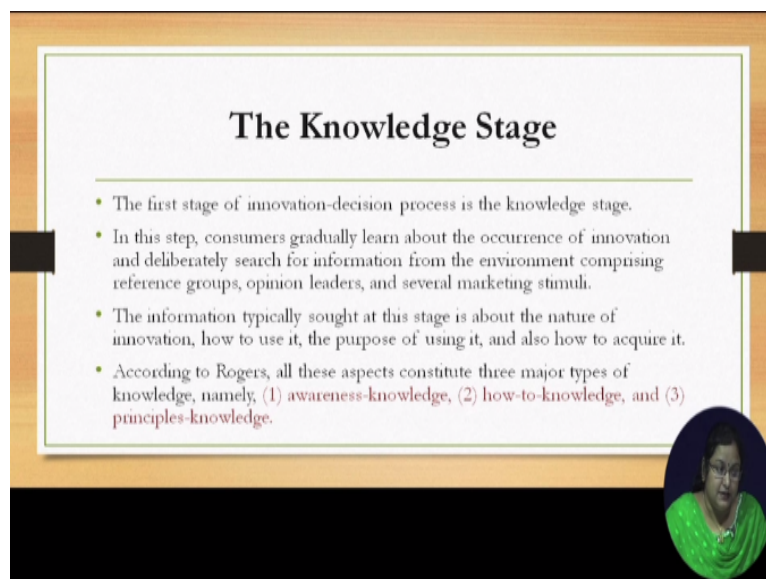 The Knowledge Stage
• The first stage of innovation-decision process is the knowledge stage.
• In this step, consumers gradually learn about the occurrence of innovation
and deliberately search for information from the environment comprising
reference groups, opinion leaders, and several marketing stimuli.
• The information typically sought at this stage is about the nature of
innovation, how to use it, the purpose of using it, and also how to acquire it.
• According to Rogers, all these aspects constitute three major types of
knowledge, namely, (1) awareness-knowledge, (2) how-to-knowledge, and (3)
principles-knowledge.